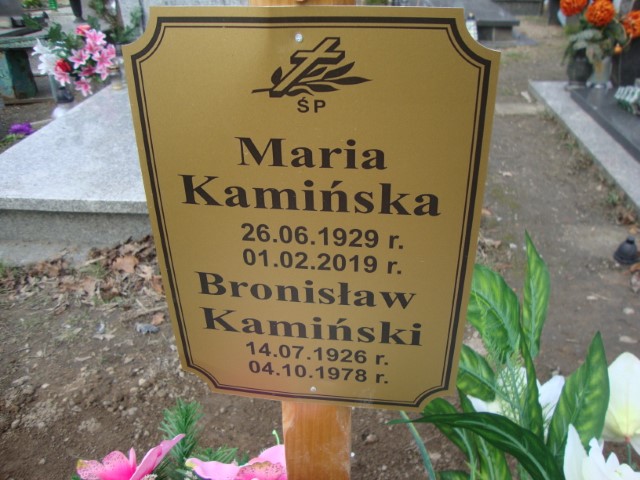 ŚP
Maria
Kamińska
26.06.1929 r.
01.02.2019 r.
Bronisław
Kamiński
14.07.1926 r.
04.10.1978 r.